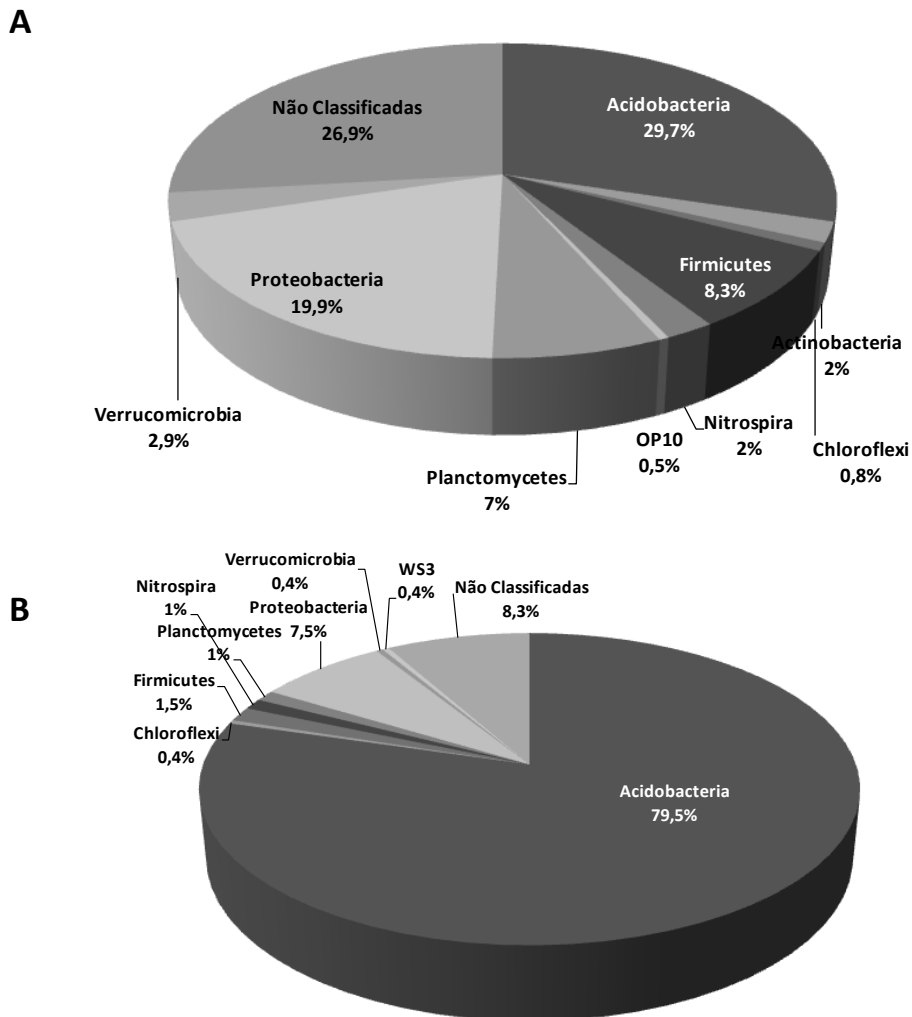 A
Não Classificadas
26,9%
Acidobacteria
29,7%
Proteobacteria
19,9%
Firmicutes
8,3%
Actinobacteria
2%
Verrucomicrobia
2,9%
OP10
0,5%
Nitrospira
2%
Chloroflexi
0,8%
Planctomycetes
7%
B
Verrucomicrobia
0,4%
WS3
0,4%
Não Classificadas
8,3%
Nitrospira
1%
Proteobacteria
7,5%
Planctomycetes
1%
Firmicutes
1,5%
Chloroflexi
0,4%
Acidobacteria
79,5%